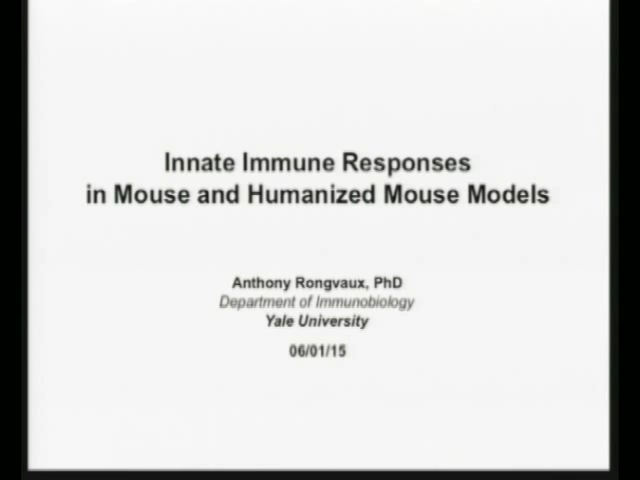 Innate Immune Responses
in Mouse and Humanized Mouse Models
Anthony Rongvaux, PhD
Department of Immunobiology
Yale University
06/01/15